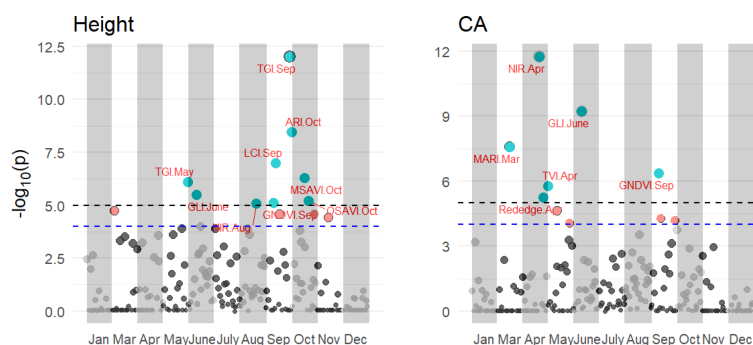 Height
CA
-log10(p)
12.5
10.0
7.5
5.0
2.5
0.0
TGI.Sep
ARI.Oct
LCI.Sep
TGI.May
MSAVI.Oct
GLI.June
GNDVI.Sep
OSAVI.Oct
NIR.Aug
Jan Mar Apr May June July Aug Sep Oct Nov Dec
12
9
6
3
0
NIR.Apr
GLI.June
MARI.Mar
TVI.Apr
GNDVI.Sep
Rededge.A
Jan Mar Apr May June July Aug Sep Oct Nov Dec